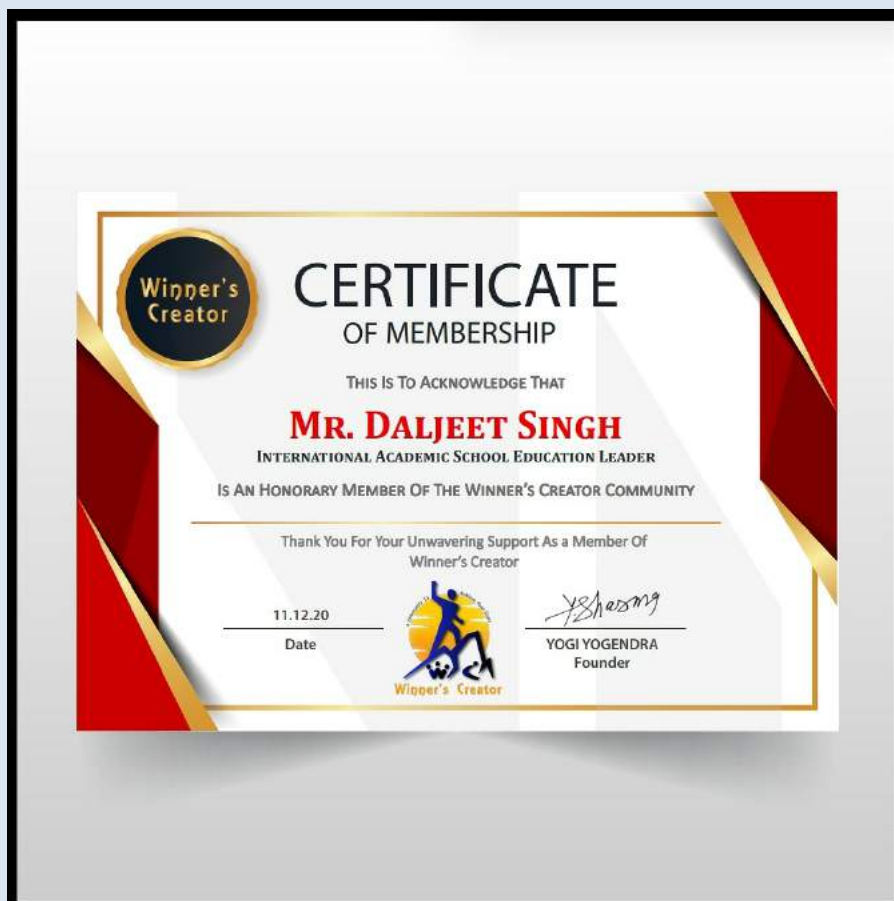 Winner's
Creator
CERTIFICATE
OF MEMBERSHIP
THIS IS TO ACKNOWLEDGE THAT
MR. DALJEET SINGH
INTERNATIONAL ACADEMIC SCHOOL EDUCATION LEADER
IS AN HONORARY MEMBER OF THE WINNER'S CREATOR COMMUNITY
Thank You For Your Unwavering Support As a Member Of
Winner's Creator
11.12.20
Date
Y.Sharma
YOGI YOGENDRA
Founder
Winner's Creator